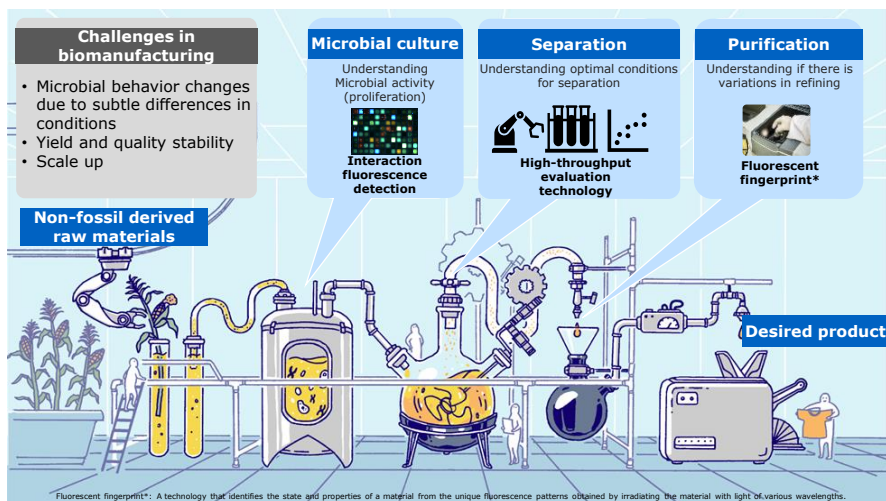 Challenges in
biomanufacturing
• Microbial behavior changes
due to subtle differences in
conditions
• Yield and quality stability
• Scale up
Microbial culture
Understanding
Microbial activity
(proliferation)
Interaction
fluorescence
detection
Separation
Understanding optimal conditions
for separation
High-throughput
evaluation
technology
Purification
Understanding if there is
variations in refining
Fluorescent
fingerprint*
Non-fossil derived
raw materials
Desired product
Fluorescent fingerprint*: A technology that identifies the state and properties of a material from the unique fluorescence patterns obtained by irradiating the material with light of various wavelengths.